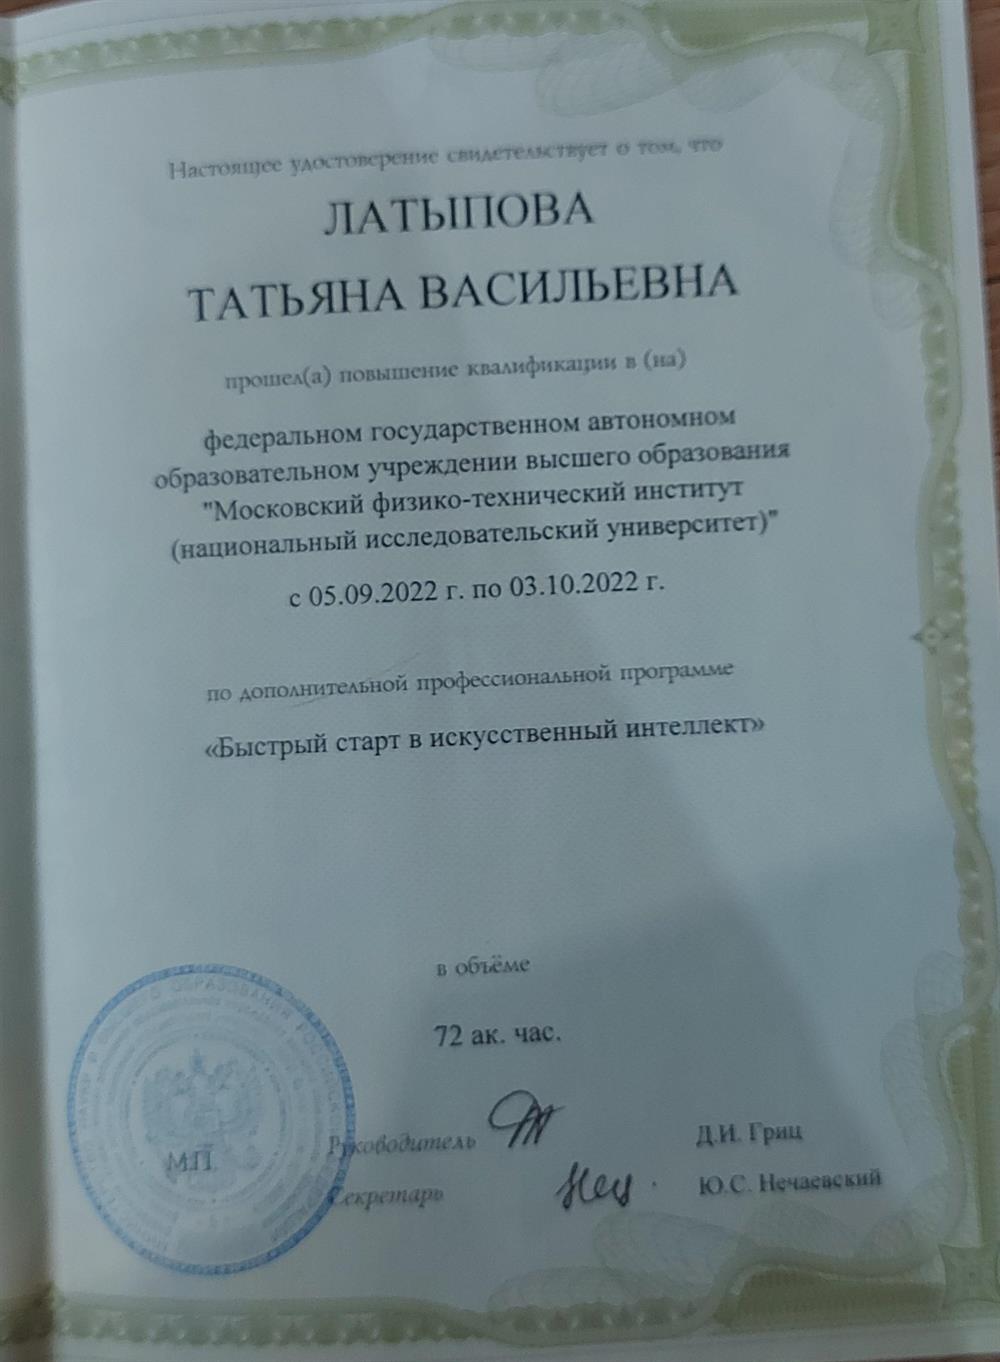 Настоящее удостоверение свидетельствует о том, что
ЛАТЫПОВА
ТАТЬЯНА ВАСИЛЬЕВНА
прошел(а) повышение квалификации в (на)
федеральном государственном автономном
образовательном учреждении высшего образования
"Московский физико-технический институт
(национальный исследовательский университет)"
с 05.09.2022 г. по 03.10.2022 г.
по дополнительной профессиональной программе
«Быстрый старт в искусственный интеллект»
в объёме
72 ак. час.
М.П.
Руководитель
Д.И. Гриц
Секретарь
Ю.С. Нечаевский